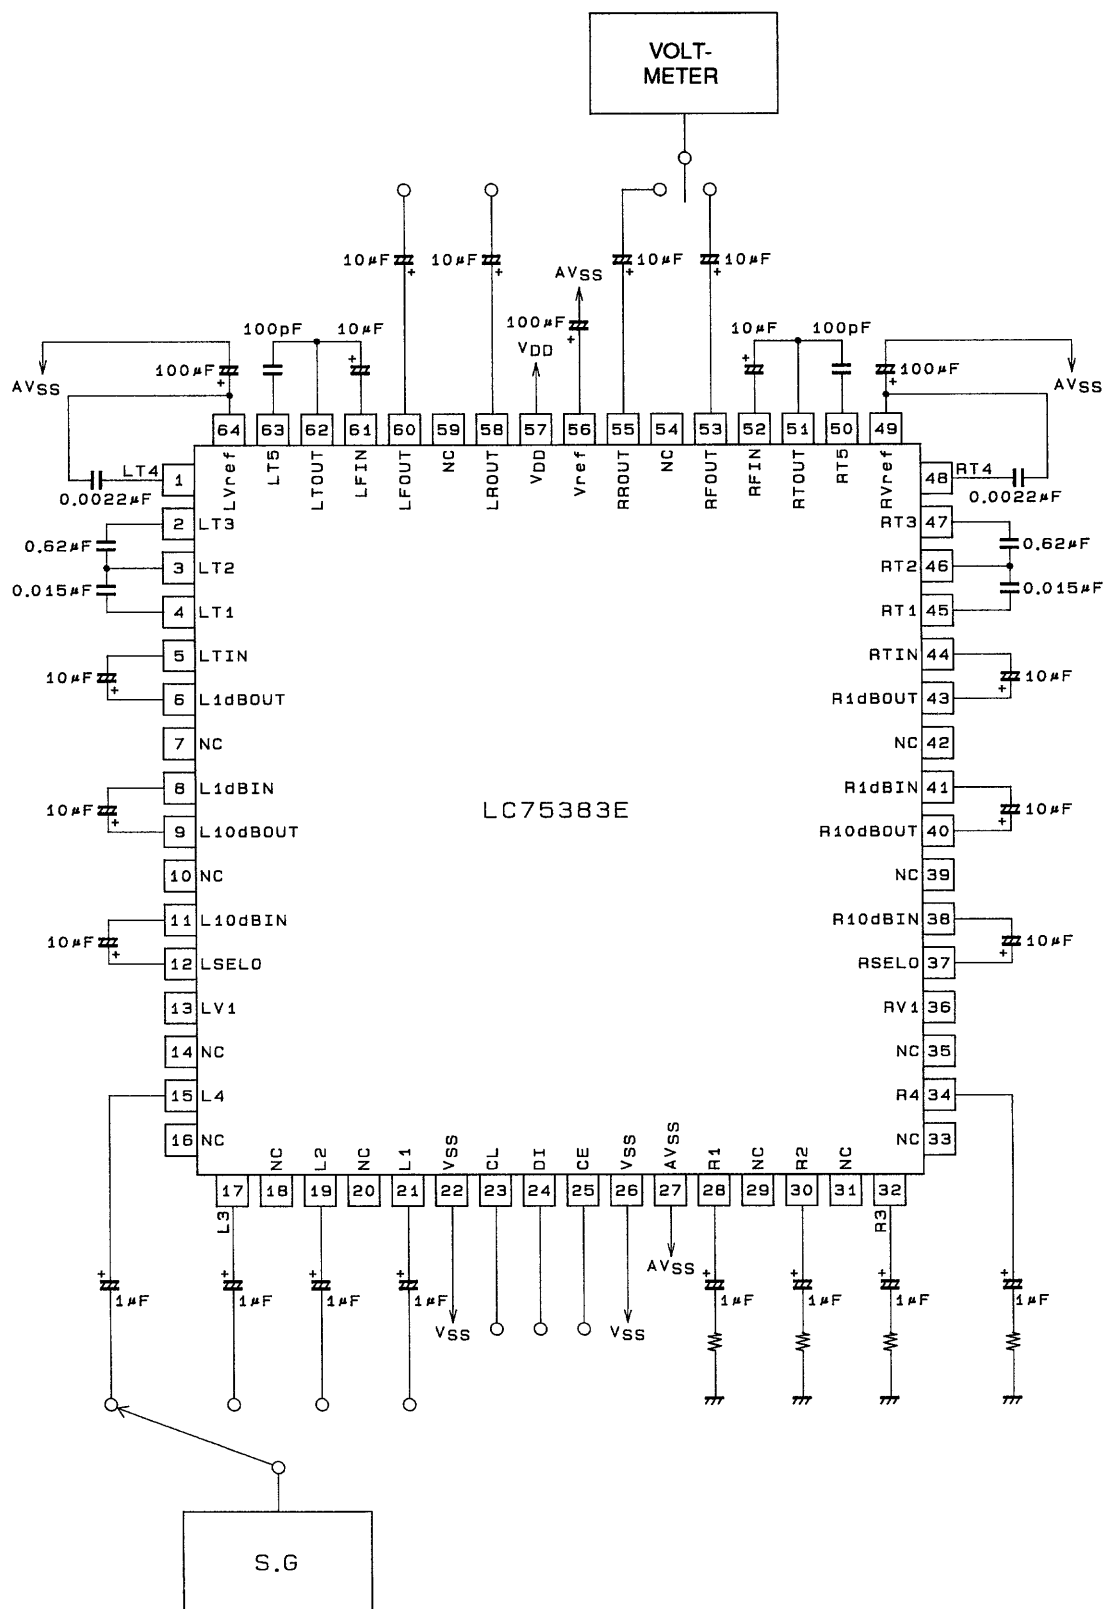 VOLT-
METER
10µF
10µF
10µF
10µF
AVSS
100µF
VDD
100pF
10µF
10µF
100pF
AVSS
100µF
100µF
AVSS
64 63 62 61 60 59 58 57 56 55 54 53 52 51 50 49
LVref LT5 LTOUT LFIN LFOUT NC LROUT VDD Vref RROUT NC RFOUT RFIN RTOUT RT5 RVref
LT4 1
0.0022µF
48 RT4
0.0022µF
2 LT3
RT3 47
0.62µF
0.62µF
3 LT2
RT2 46
0.015µF
0.015µF
4 LT1
RT1 45
5 LTIN
RTIN 44
10µF
10µF
6 L1dBOUT
R1dBOUT 43
7 NC
NC 42
8 L1dBIN
R1dBIN 41
10µF
LC75383E
10µF
9 L10dBOUT
R10dBOUT 40
10 NC
NC 39
11 L10dBIN
R10dBIN 38
10µF
10µF
12 LSELO
RSELO 37
13 LV1
RV1 36
14 NC
NC 35
15 L4
R4 34
16 NC
NC 33
NC L2 NC L1 VSS CL DI CE VSS AVSS R1 NC R2 NC
17 18 19 20 21 22 23 24 25 26 27 28 29 30 31 32
L3
R3
AVSS
1µF
1µF
1µF
1µF
1µF
1µF
1µF
1µF
VSS
VSS
S.G